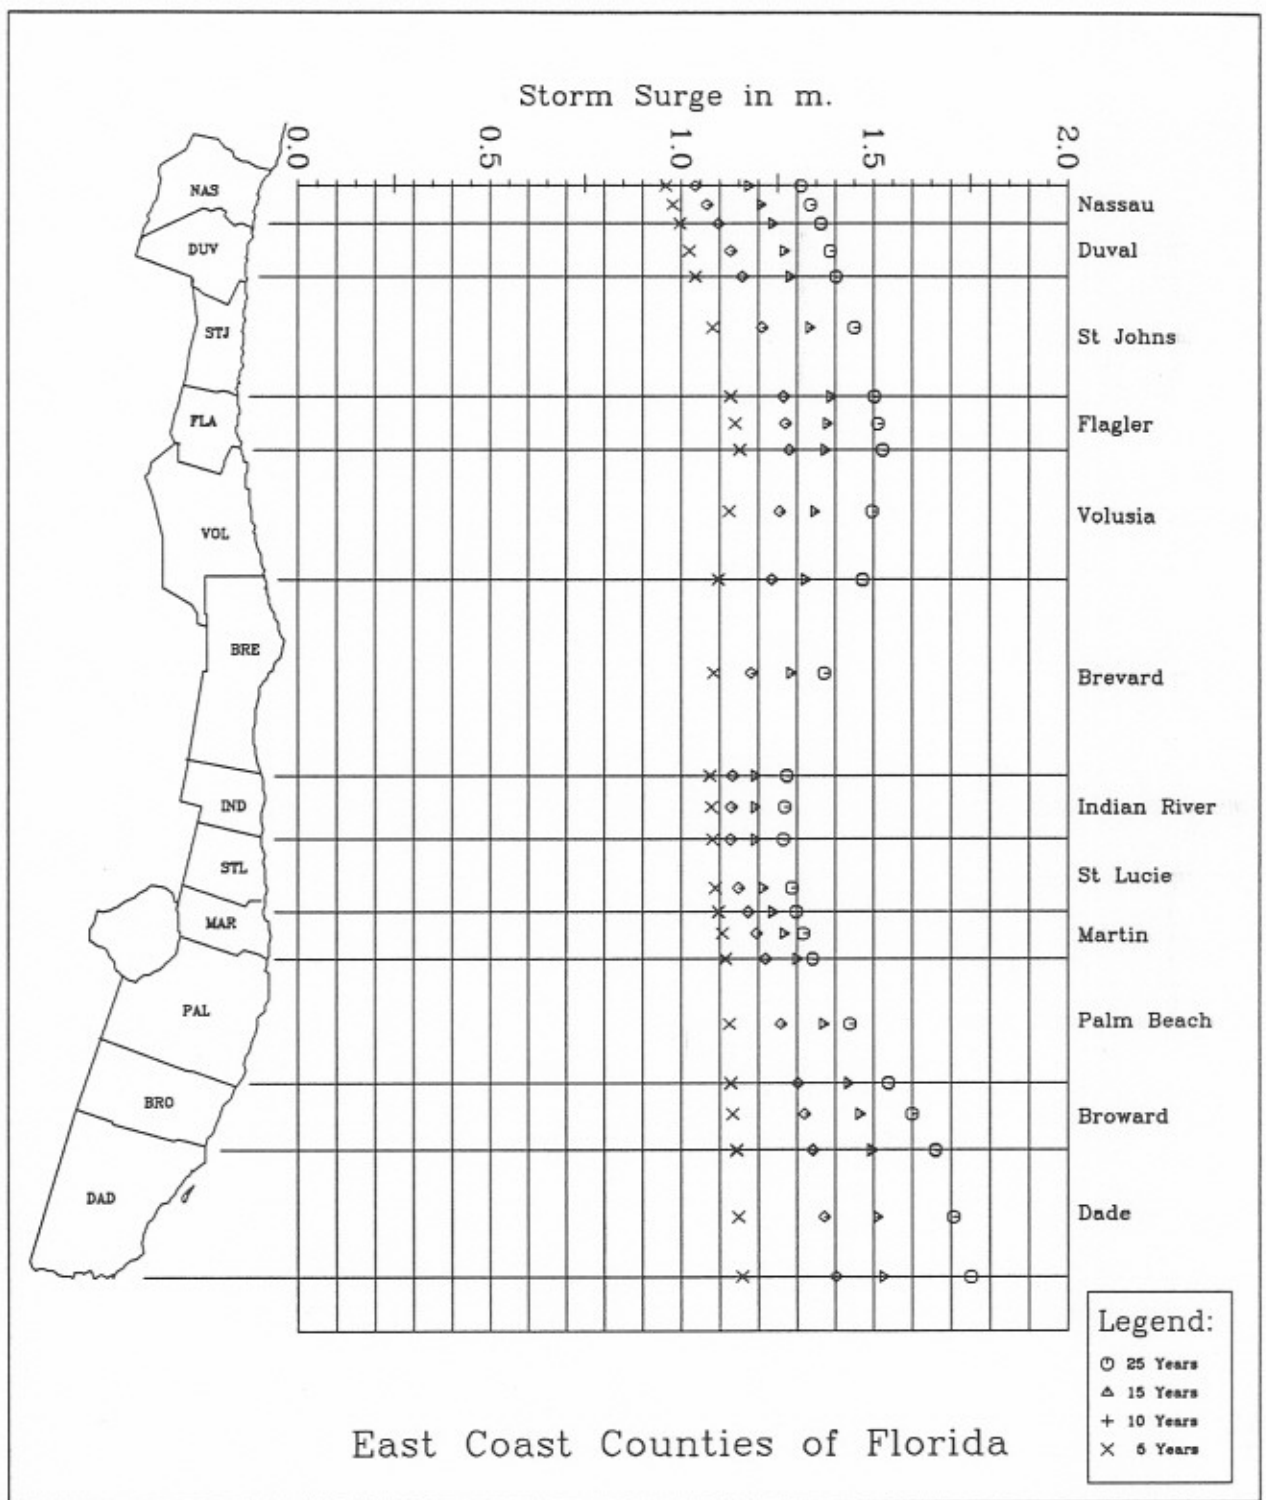 Storm Surge in m.
0.0 0.5 1.0 1.5 2.0
NAS
Nassau
DUV
Duval
STJ
St Johns
FLA
Flagler
VOL
Volusia
BRE
Brevard
IND
Indian River
STL
St Lucie
MAR
Martin
PAL
Palm Beach
BRO
Broward
DAD
Dade
Legend:
25 Years
15 Years
10 Years
5 Years
East Coast Counties of Florida